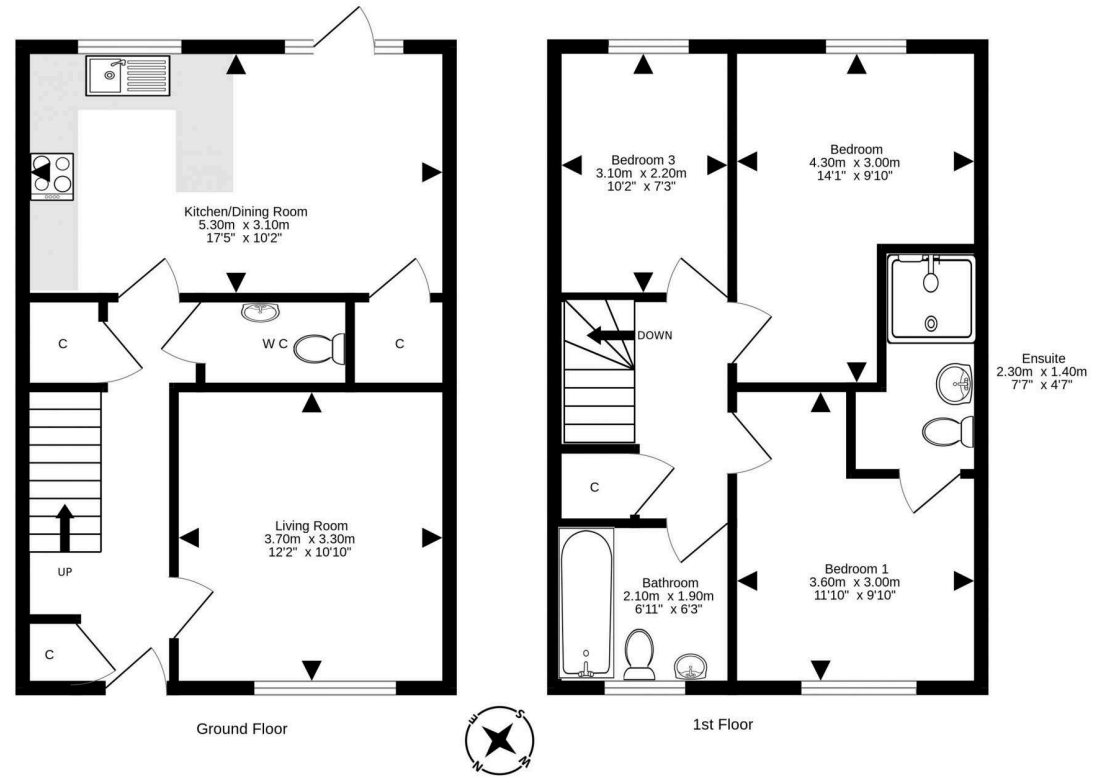 Kitchen/Dining Room
5.30m x 3.10m
17'5" x 10'2"
C
W C
C
Living Room
3.70m x 3.30m
12'2" x 10'10"
UP
C
Ground Floor
Bedroom 3
3.10m x 2.20m
10'2" x 7'3"
Bedroom
4.30m x 3.00m
14'1" x 9'10"
DOWN
Ensuite
2.30m x 1.40m
7'7" x 4'7"
C
Bathroom
2.10m x 1.90m
6'11" x 6'3"
Bedroom 1
3.60m x 3.00m
11'10" x 9'10"
1st Floor
E
S
N
W